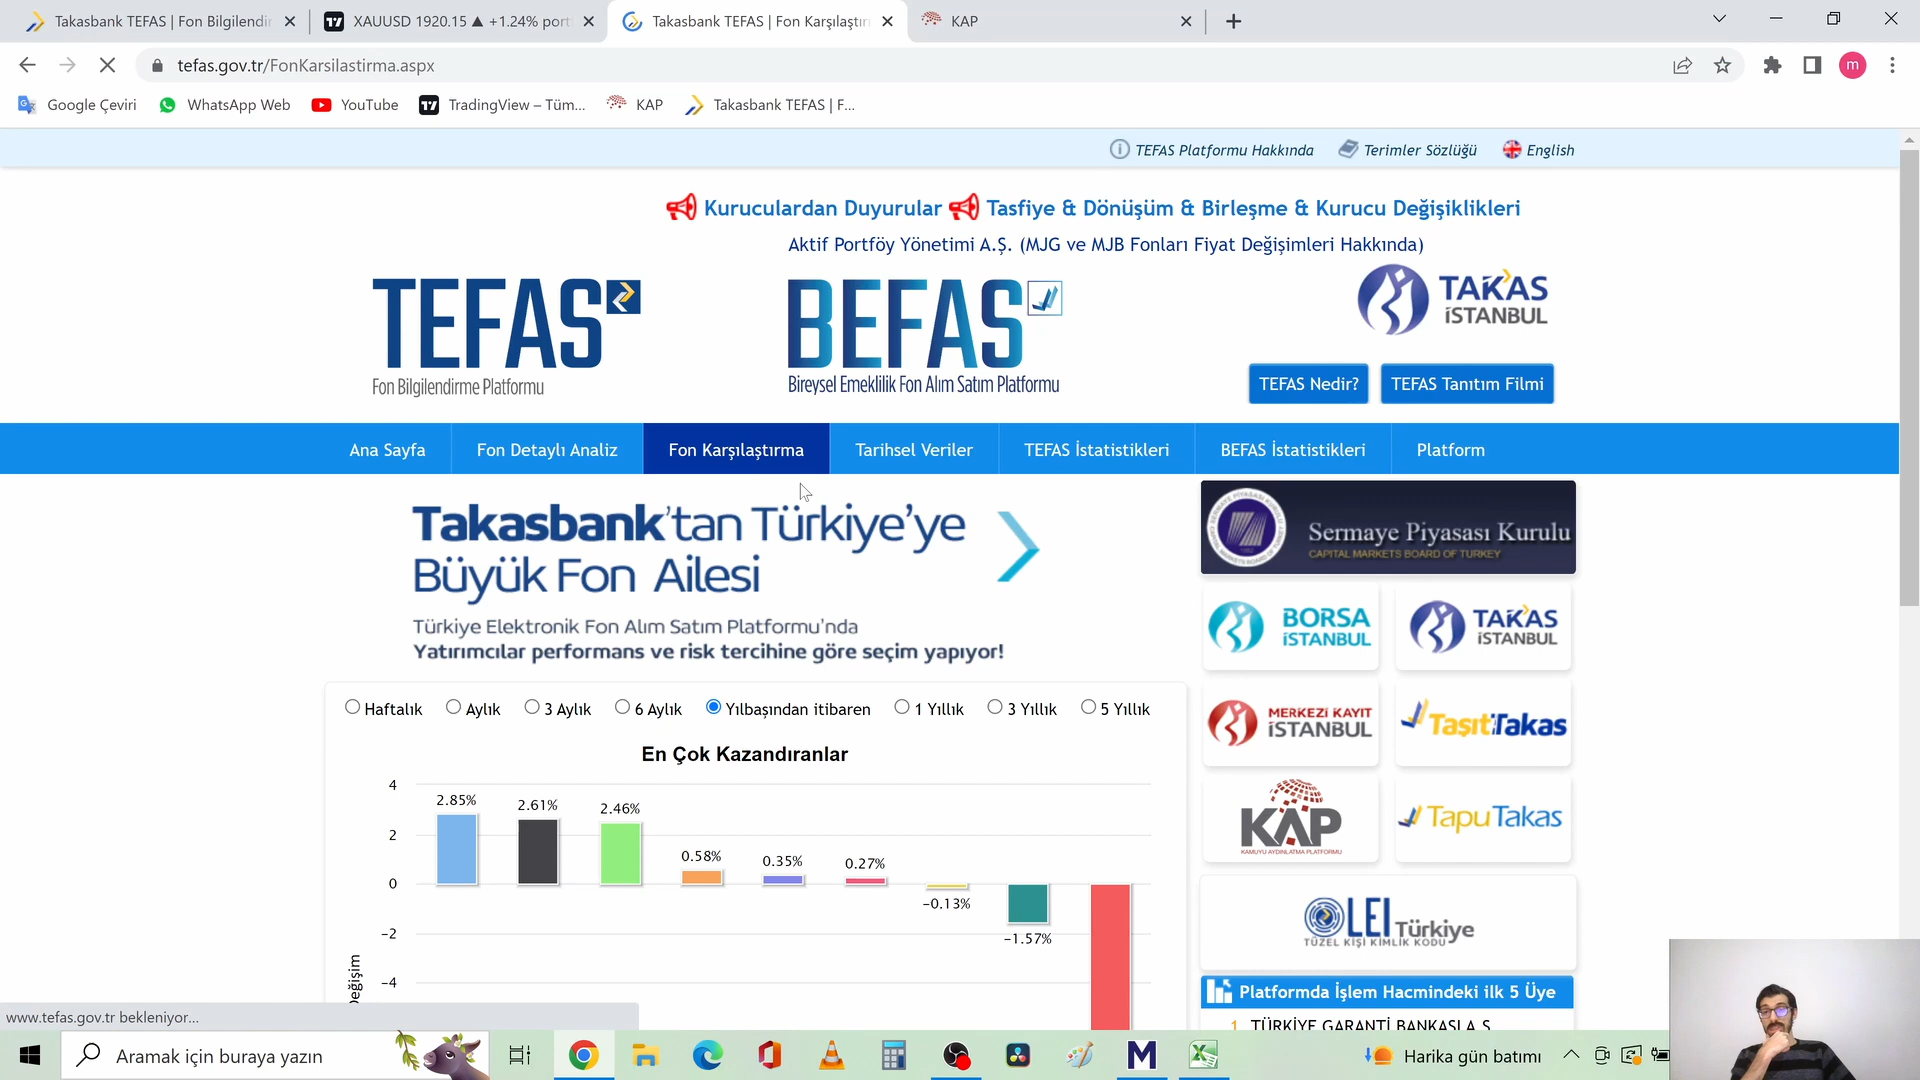 Takasbank TEFAS | Fon Bilgilendir
XAUUSD 1920.15 ▲ +1.24% port
Takasbank TEFAS | Fon Karşılaştırm
KAP
tefas.gov.tr/FonKarsilastirma.aspx
m
Google Çeviri
WhatsApp Web
YouTube
TradingView – Tüm...
KAP
Takasbank TEFAS | F...
TEFAS Platformu Hakkında
Terimler Sözlüğü
English
Kuruculardan Duyurular
Tasfiye & Dönüşüm & Birleşme & Kurucu Değişiklikleri
Aktif Portföy Yönetimi A.Ş. (MJG ve MJB Fonları Fiyat Değişimleri Hakkında)
TEFAS
Fon Bilgilendirme Platformu
BEFAS
Bireysel Emeklilik Fon Alım Satım Platformu
TAKAS
İSTANBUL
TEFAS Nedir?
TEFAS Tanıtım Filmi
Ana Sayfa
Fon Detaylı Analiz
Fon Karşılaştırma
Tarihsel Veriler
TEFAS İstatistikleri
BEFAS İstatistikleri
Platform
Takasbank'tan Türkiye'ye
Büyük Fon Ailesi
Türkiye Elektronik Fon Alım Satım Platformu'nda
Yatırımcılar performans ve risk tercihine göre seçim yapıyor!
Haftalık
Aylık
3 Aylık
6 Aylık
Yılbaşından itibaren
1 Yıllık
3 Yıllık
5 Yıllık
En Çok Kazandıranlar
4
2
0
−2
−4
2.85%
2.61%
2.46%
0.58%
0.35%
0.27%
−0.13%
−1.57%
Değişim
Sermaye Piyasası Kurulu
CAPITAL MARKETS BOARD OF TURKEY
BORSA
İSTANBUL
TAKAS
İSTANBUL
MERKEZİ KAYIT
İSTANBUL
TaşıtTakas
KAP
KAMUYU AYDINLATMA PLATFORMU
TapuTakas
LEI Türkiye
TÜZEL KİŞİ KİMLİK KODU
Platformda İşlem Hacmindeki ilk 5 Üye
1 TÜRKİYE GARANTİ BANKASI A.Ş.
www.tefas.gov.tr bekleniyor...
Aramak için buraya yazın
Harika gün batımı